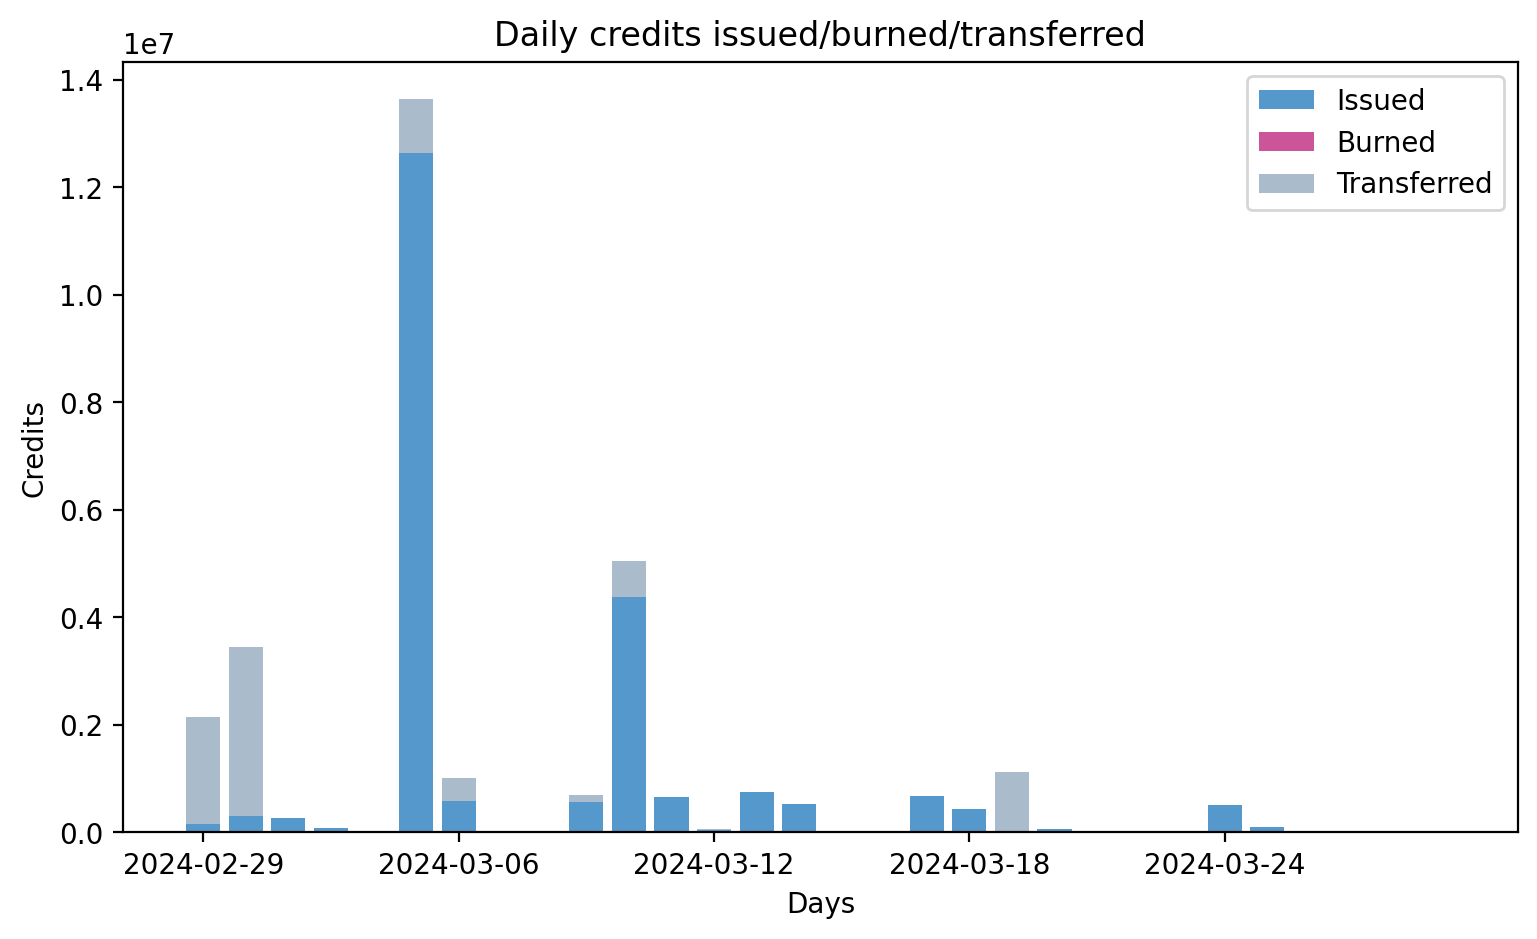 Daily credits issued/burned/transferred
1e7
1.4
1.2
1.0
0.8
0.6
0.4
0.2
0.0
Credits
Issued
Burned
Transferred
2024-02-29 2024-03-06 2024-03-12 2024-03-18 2024-03-24
Days